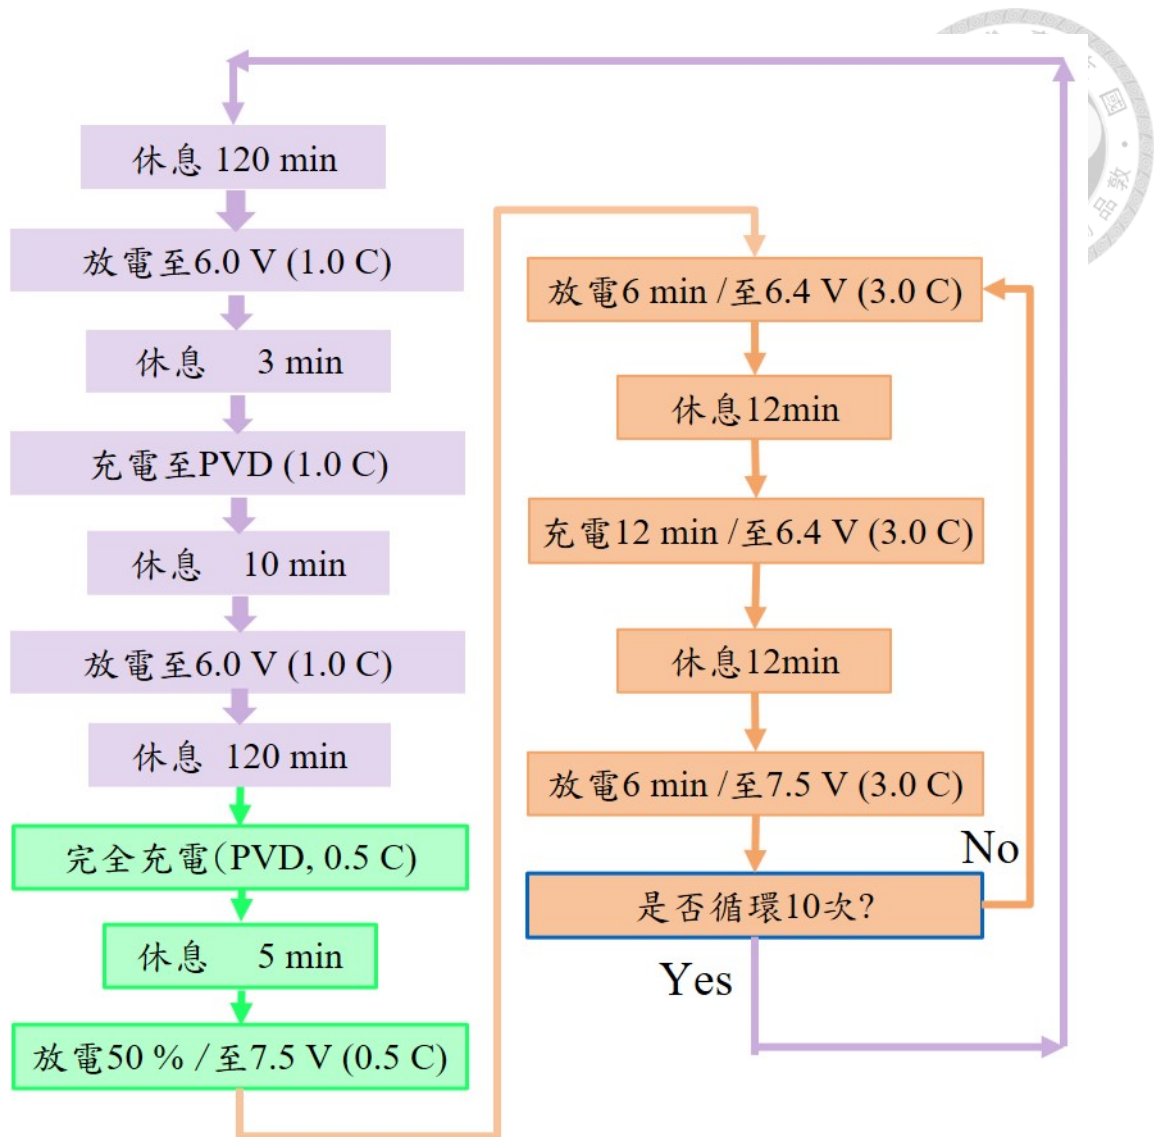 休息 120 min
放電至6.0 V (1.0 C)
休息 3 min
充電至PVD (1.0 C)
休息 10 min
放電至6.0 V (1.0 C)
休息 120 min
完全充電(PVD, 0.5 C)
休息 5 min
放電50 % /至7.5 V (0.5 C)
放電6 min /至6.4 V (3.0 C)
休息12min
充電12 min /至6.4 V (3.0 C)
休息12min
放電6 min /至7.5 V (3.0 C)
是否循環10次?
No
Yes
國
敦
品